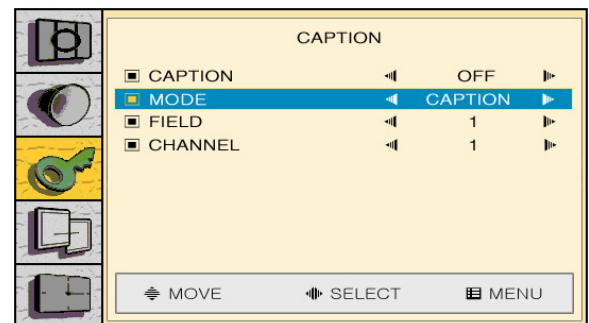 CAPTION
CAPTION OFF
MODE CAPTION
FIELD 1
CHANNEL 1
MOVE SELECT MENU